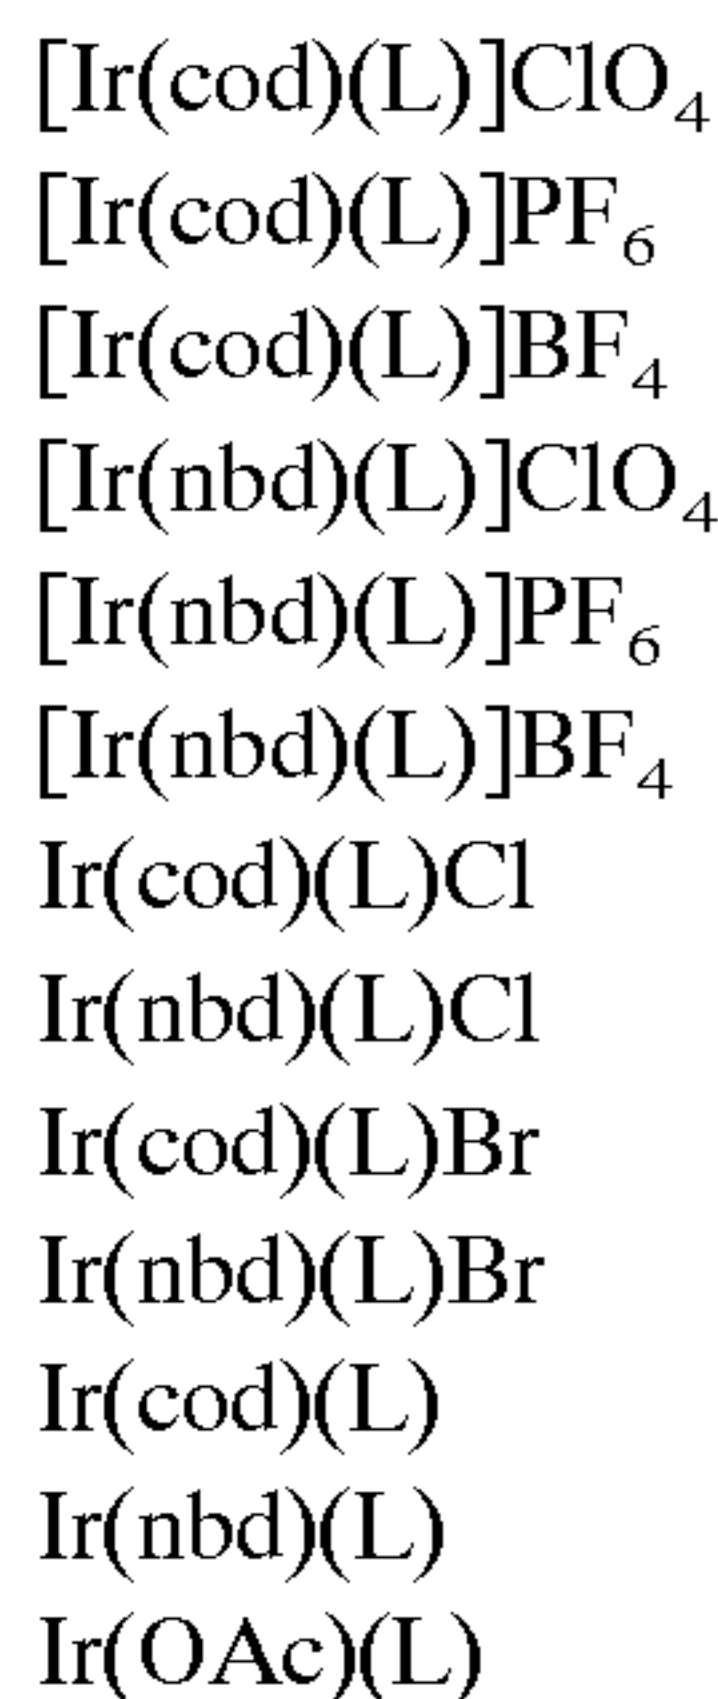 [Ir(cod)(L)]ClO₄
[Ir(cod)(L)]PF₆
[Ir(cod)(L)]BF₄
[Ir(nbd)(L)]ClO₄
[Ir(nbd)(L)]PF₆
[Ir(nbd)(L)]BF₄
Ir(cod)(L)Cl
Ir(nbd)(L)Cl
Ir(cod)(L)Br
Ir(nbd)(L)Br
Ir(cod)(L)
Ir(nbd)(L)
Ir(OAc)(L)